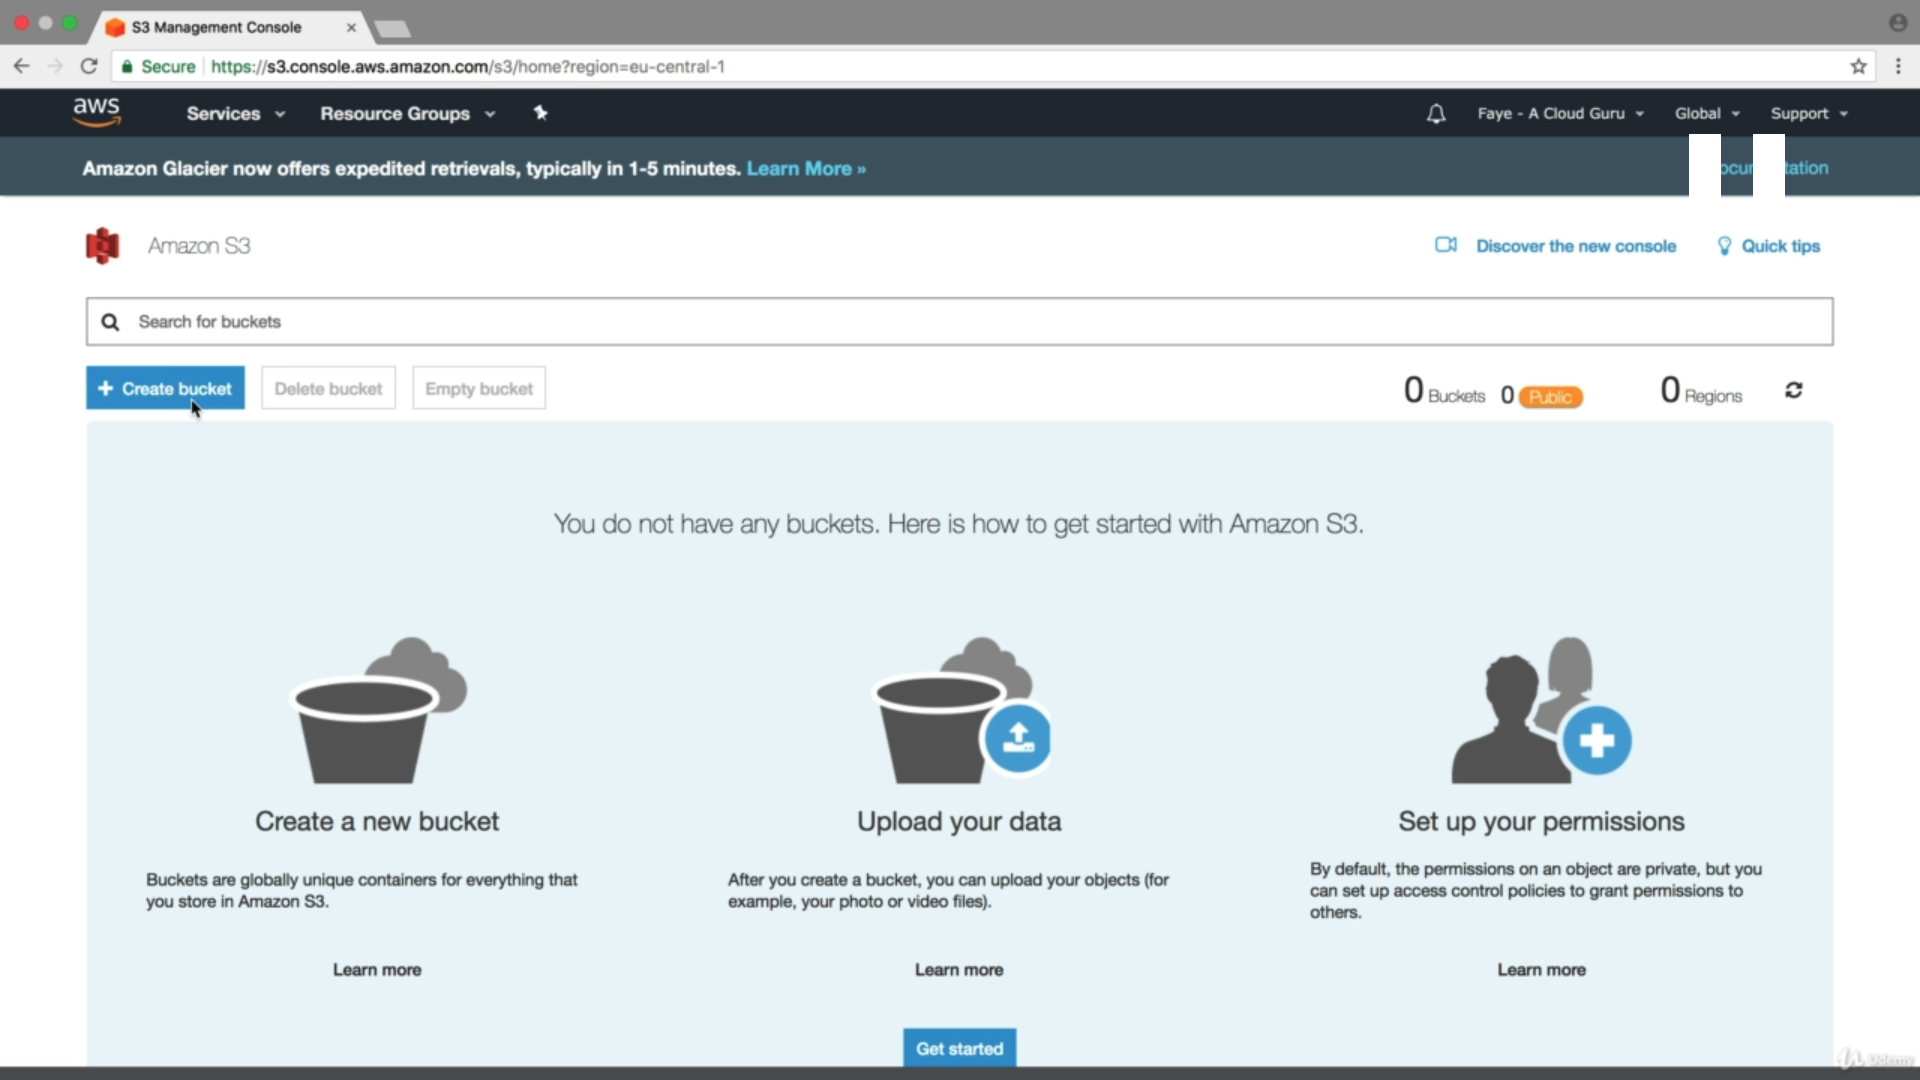 S3 Management Console
Secure https://s3.console.aws.amazon.com/s3/home?region=eu-central-1
aws Services Resource Groups Faye - A Cloud Guru Global Support
Amazon Glacier now offers expedited retrievals, typically in 1-5 minutes. Learn More »
Amazon S3 Discover the new console Quick tips
Search for buckets
+ Create bucket Delete bucket Empty bucket 0 Buckets 0 Public 0 Regions
You do not have any buckets. Here is how to get started with Amazon S3.
Create a new bucket
Buckets are globally unique containers for everything that
you store in Amazon S3.
Learn more
Upload your data
After you create a bucket, you can upload your objects (for
example, your photo or video files).
Learn more
Set up your permissions
By default, the permissions on an object are private, but you
can set up access control policies to grant permissions to
others.
Learn more
Get started
Udemy